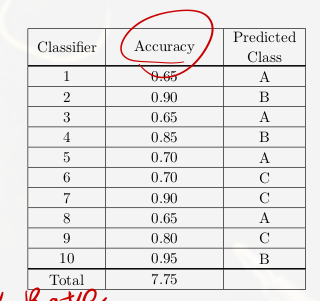 Classifier Accuracy Predicted Class
1 0.65 A
2 0.90 B
3 0.65 A
4 0.85 B
5 0.70 A
6 0.70 C
7 0.90 C
8 0.65 A
9 0.80 C
10 0.95 B
Total 7.75